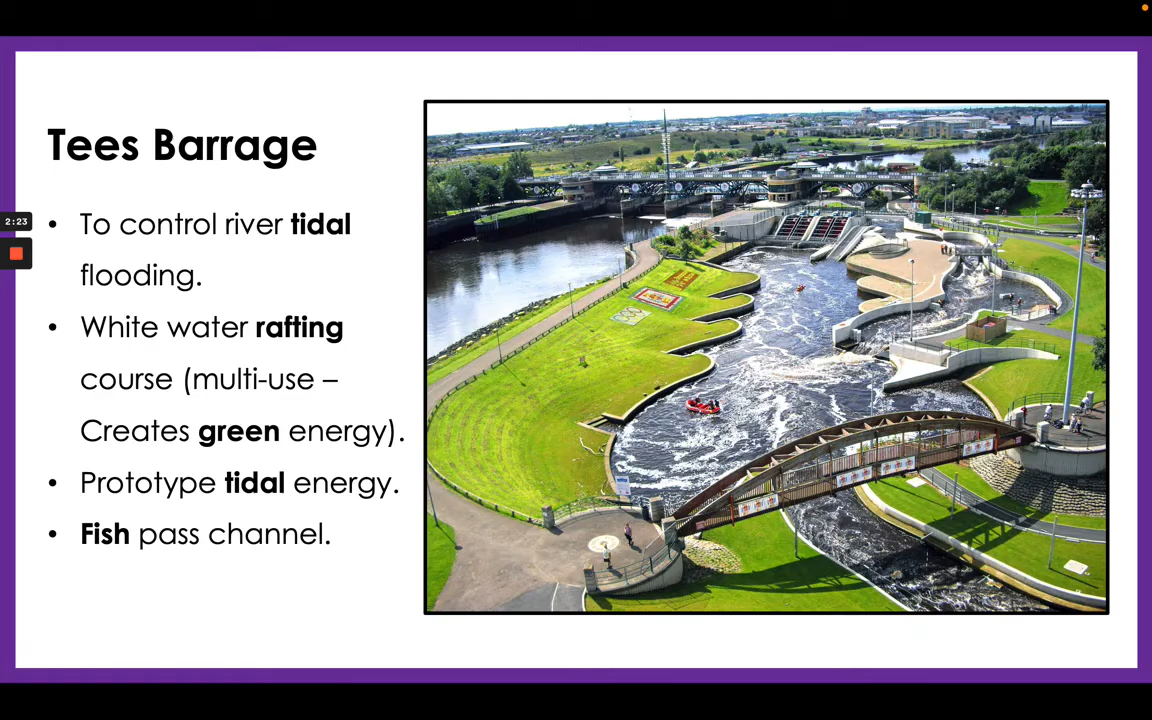 Tees Barrage
• To control river tidal
flooding.
• White water rafting
course (multi-use –
Creates green energy).
• Prototype tidal energy.
• Fish pass channel.
2:23